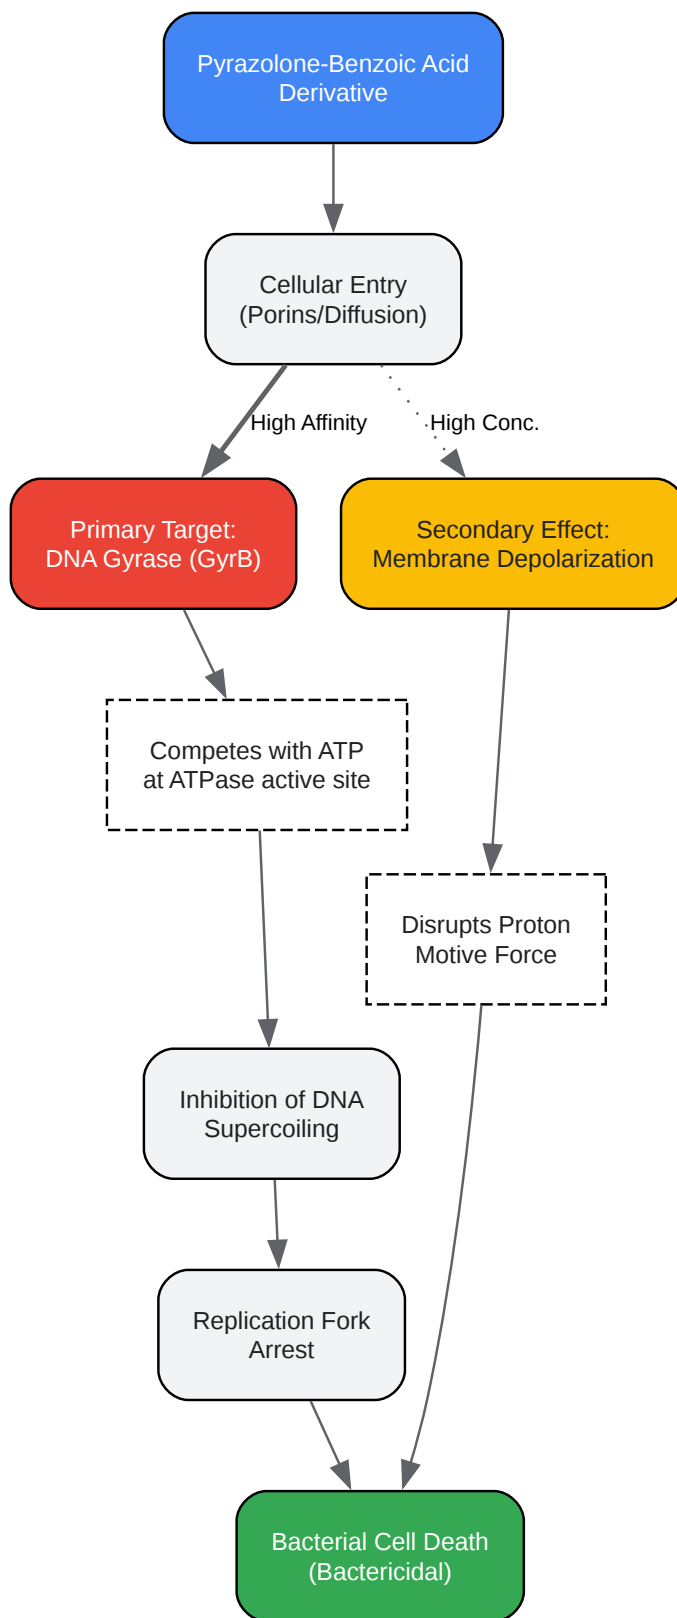 Pyrazolone-Benzoic Acid
Derivative
Cellular Entry
(Porins/Diffusion)
High Affinity
High Conc.
Primary Target:
DNA Gyrase (GyrB)
Secondary Effect:
Membrane Depolarization
Competes with ATP
at ATPase active site
Disrupts Proton
Motive Force
Inhibition of DNA
Supercoiling
Replication Fork
Arrest
Bacterial Cell Death
(Bactericidal)